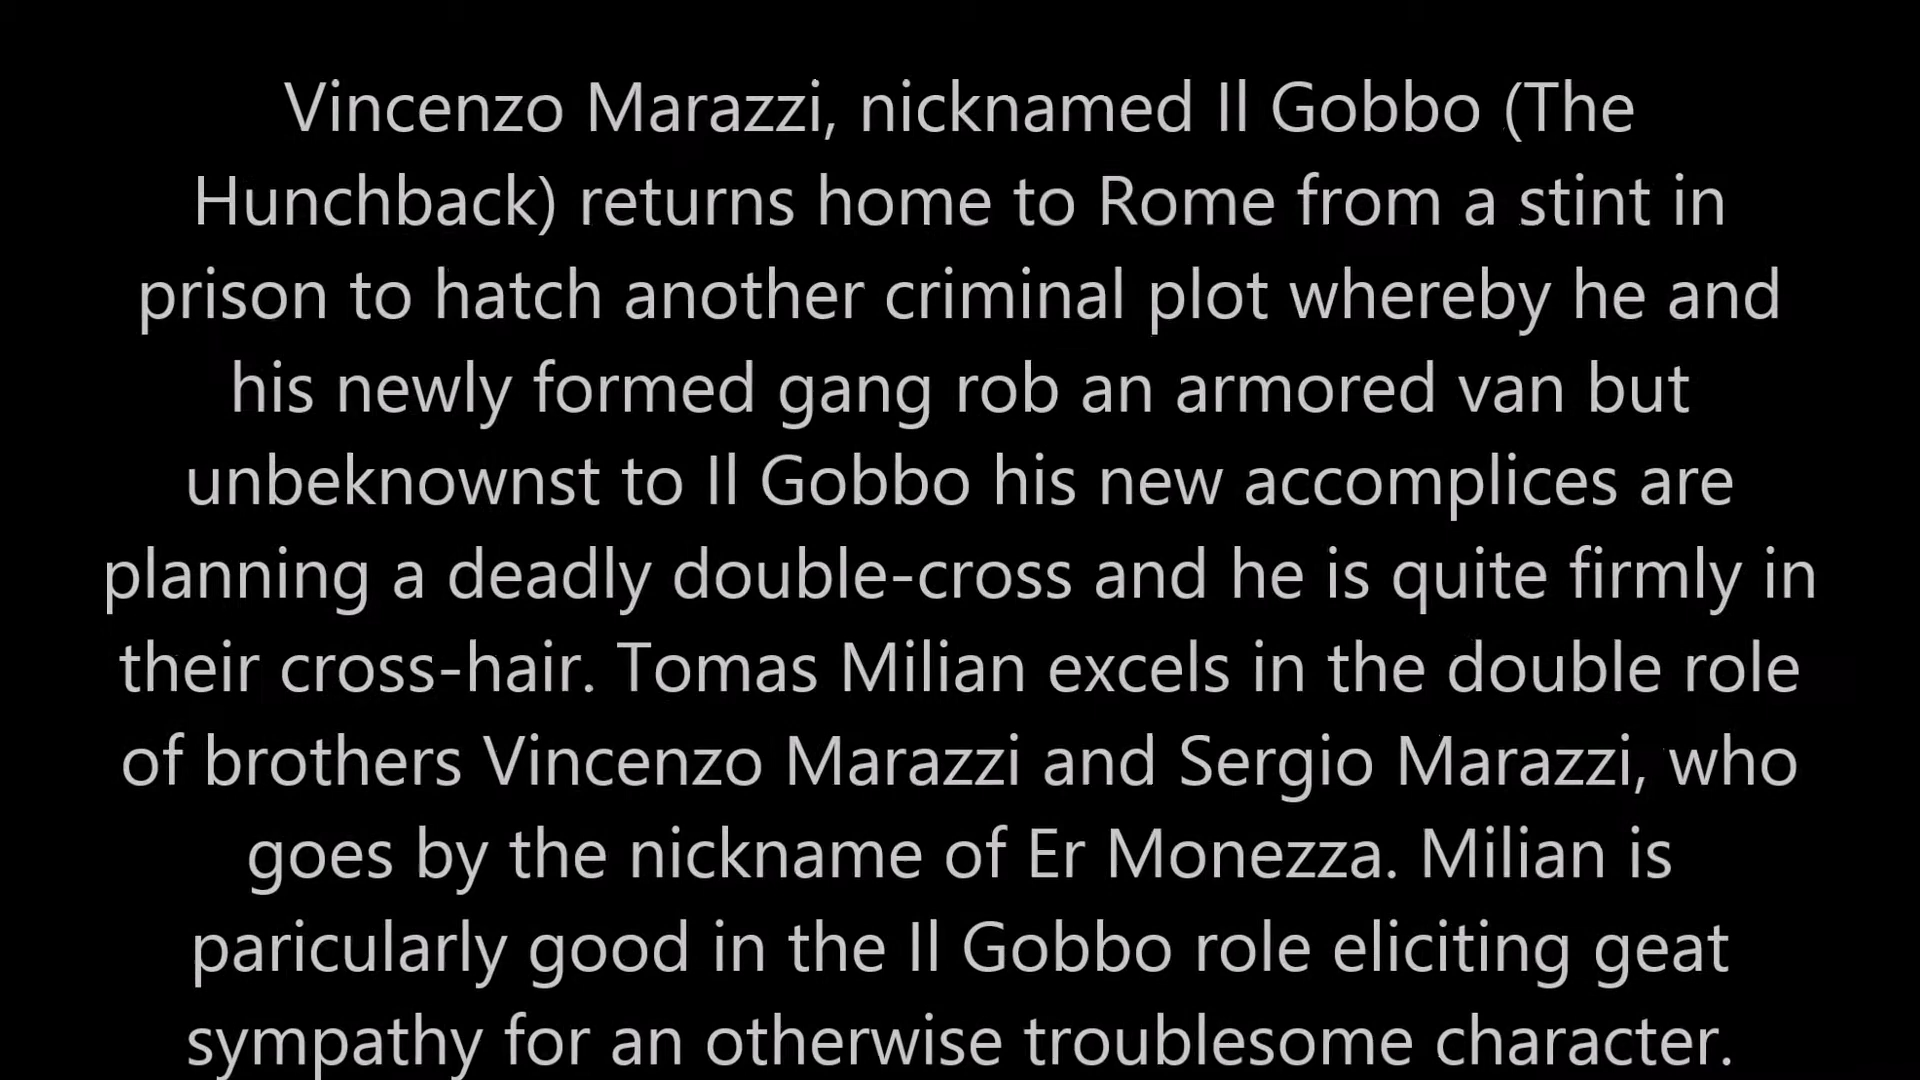 Vincenzo Marazzi, nicknamed Il Gobbo (The
Hunchback) returns home to Rome from a stint in
prison to hatch another criminal plot whereby he and
his newly formed gang rob an armored van but
unbeknownst to Il Gobbo his new accomplices are
planning a deadly double-cross and he is quite firmly in
their cross-hair. Tomas Milian excels in the double role
of brothers Vincenzo Marazzi and Sergio Marazzi, who
goes by the nickname of Er Monezza. Milian is
paricularly good in the Il Gobbo role eliciting geat
sympathy for an otherwise troublesome character.